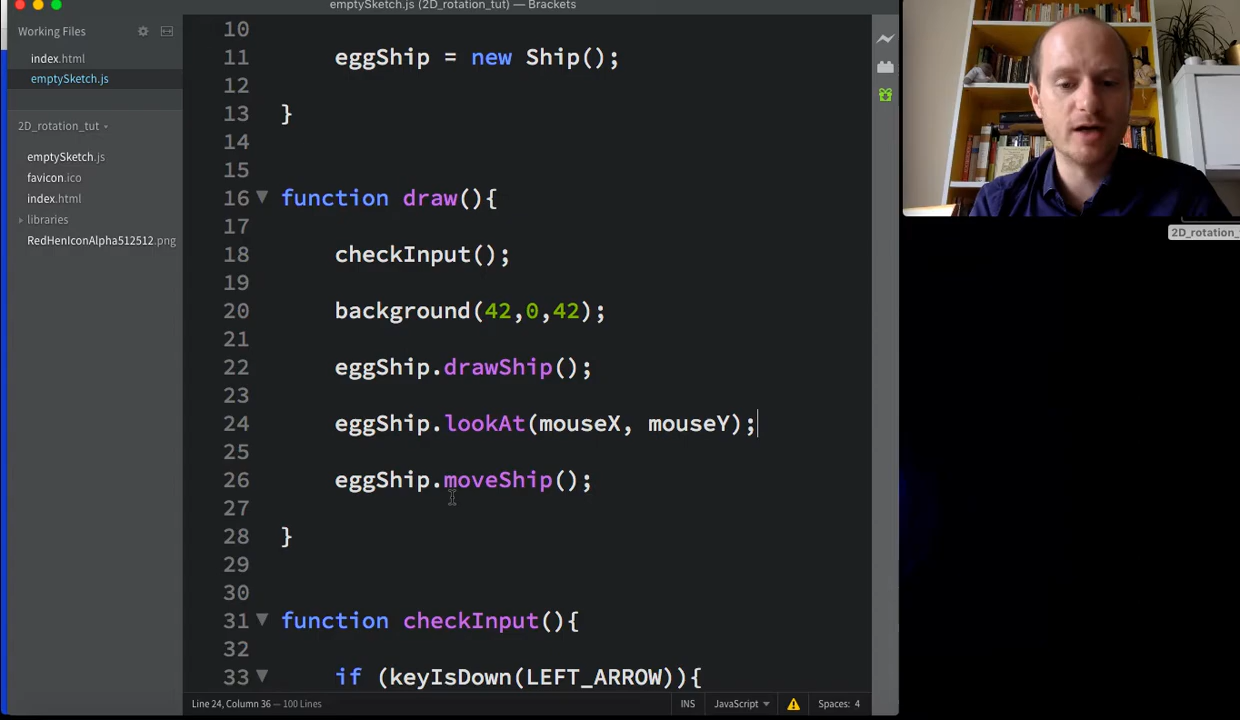 emptySketch.js (2D_rotation_tut) — Brackets
Working Files
index.html
emptySketch.js
2D_rotation_tut
emptySketch.js
favicon.ico
index.html
libraries
RedHenIconAlpha512512.png
10
11 eggShip = new Ship();
12
13 }
14
15
16 function draw(){
17
18 checkInput();
19
20 background(42,0,42);
21
22 eggShip.drawShip();
23
24 eggShip.lookAt(mouseX, mouseY);
25
26 eggShip.moveShip();
27
28 }
29
30
31 function checkInput(){
32
33 if (keyIsDown(LEFT_ARROW)){
Line 24, Column 36 — 100 Lines
INS
JavaScript
Spaces: 4
2D_rotation_